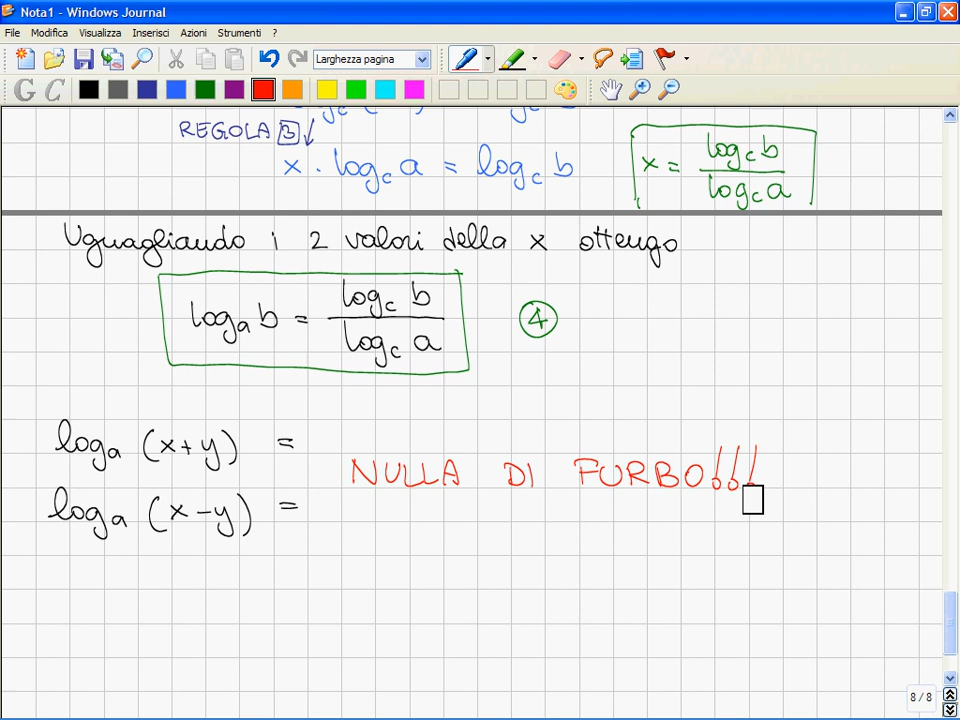 Nota1 - Windows Journal
File Modifica Visualizza Inserisci Azioni Strumenti ?
Larghezza pagina
REGOLA 3 ↓
x · log_c a = log_c b
x = log_c b / log_c a
Uguagliando i 2 valori della x ottengo
log_a b = log_c b / log_c a
4
log_a (x+y) =
NULLA DI FURBO!!!
log_a (x-y) =
8 / 8